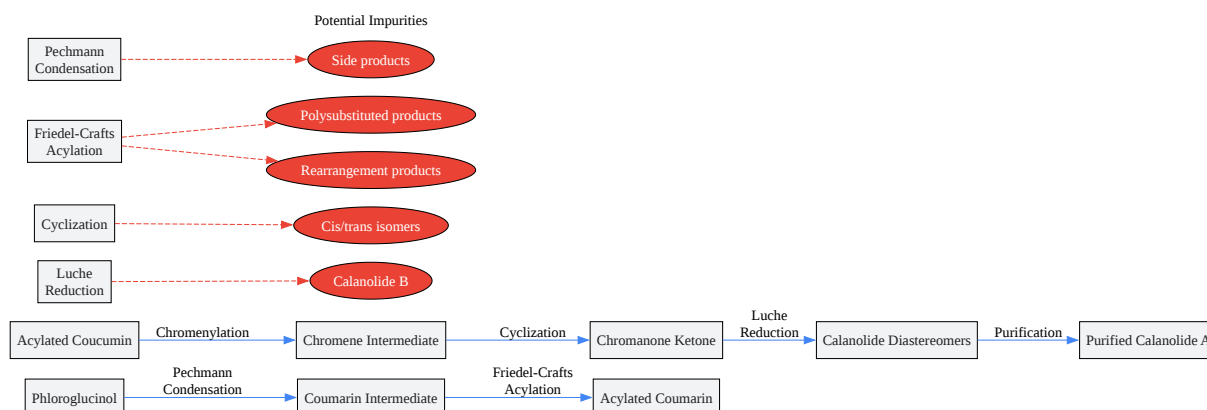 Potential Impurities
Pechmann
Condensation
Side products
Polysubstituted products
Friedel-Crafts
Acylation
Rearrangement products
Cyclization
Cis/trans isomers
Luche
Reduction
Calanolide B
Acylated Coucumin
Chromenylation
Chromene Intermediate
Cyclization
Chromanone Ketone
Luche
Reduction
Calanolide Diastereomers
Purification
Purified Calanolide A
Phloroglucinol
Pechmann
Condensation
Coumarin Intermediate
Friedel-Crafts
Acylation
Acylated Coumarin